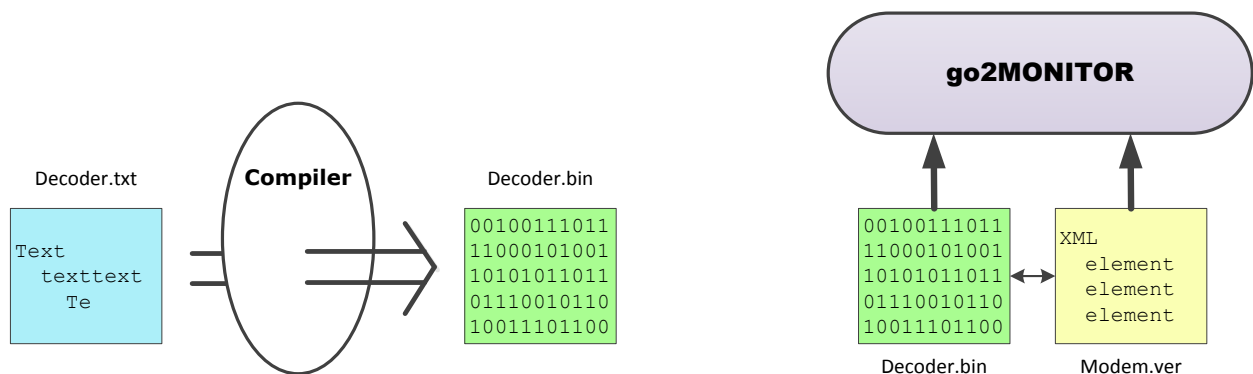 go2MONITOR
Decoder.txt
Compiler
Decoder.bin
Text
texttext
Te
00100111011
11000101001
10101011011
01110010110
10011101100
00100111011
11000101001
10101011011
01110010110
10011101100
XML
element
element
element
Decoder.bin
Modem.ver